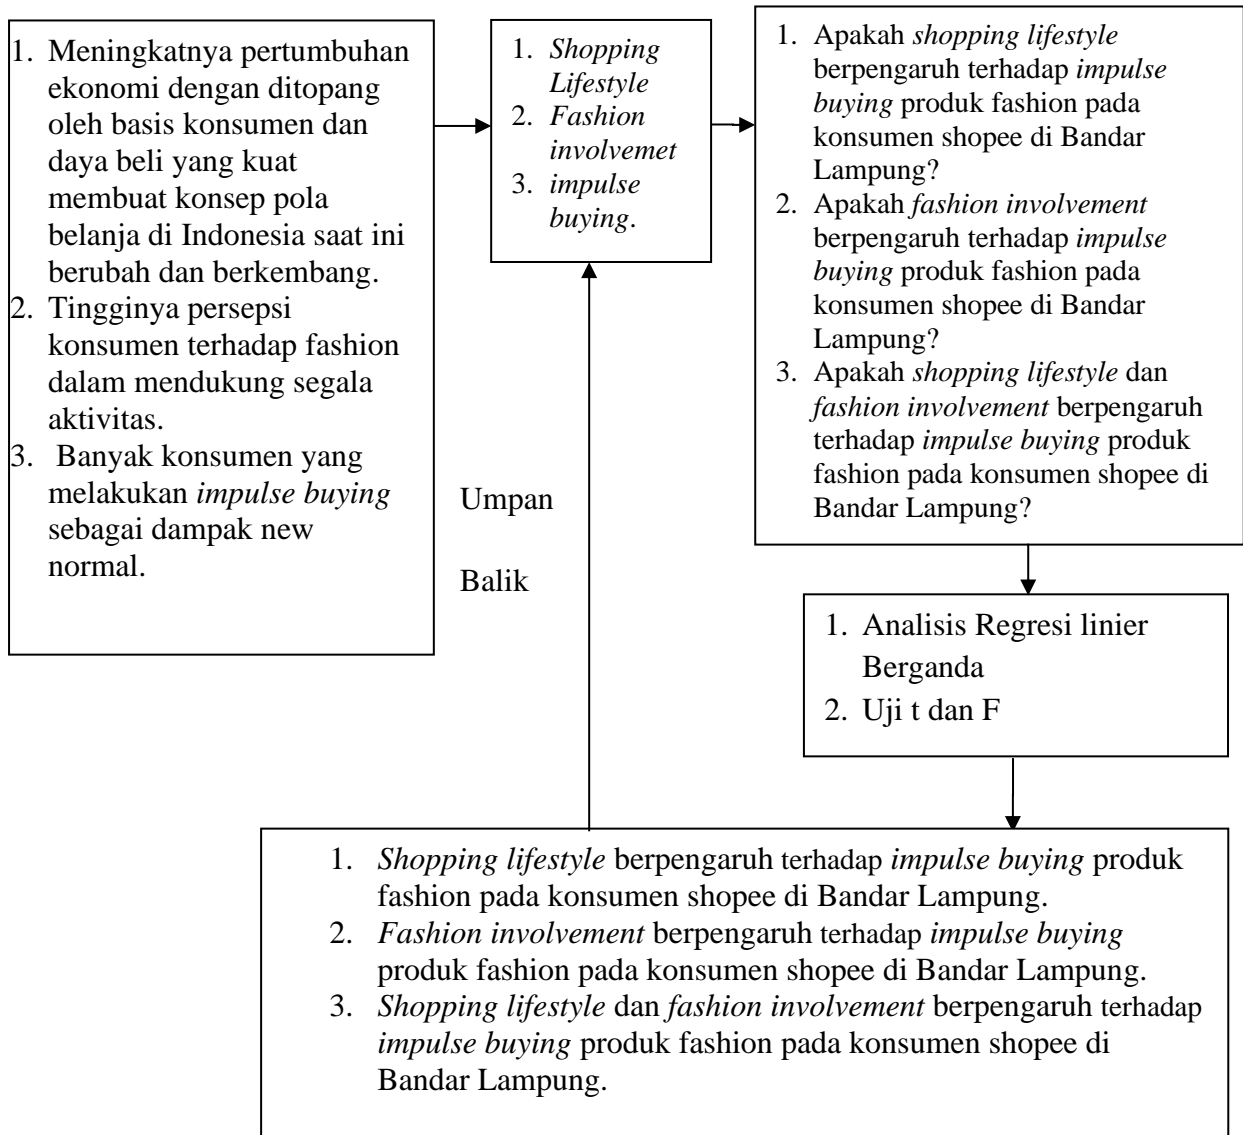 1. Meningkatnya pertumbuhan
ekonomi dengan ditopang
oleh basis konsumen dan
daya beli yang kuat
membuat konsep pola
belanja di Indonesia saat ini
berubah dan berkembang.
2. Tingginya persepsi
konsumen terhadap fashion
dalam mendukung segala
aktivitas.
3. Banyak konsumen yang
melakukan impulse buying
sebagai dampak new
normal.
1. Shopping
Lifestyle
2. Fashion
involvemet
3. impulse
buying.
1. Apakah shopping lifestyle
berpengaruh terhadap impulse
buying produk fashion pada
konsumen shopee di Bandar
Lampung?
2. Apakah fashion involvement
berpengaruh terhadap impulse
buying produk fashion pada
konsumen shopee di Bandar
Lampung?
3. Apakah shopping lifestyle dan
fashion involvement berpengaruh
terhadap impulse buying produk
fashion pada konsumen shopee di
Bandar Lampung?
Umpan
Balik
1. Analisis Regresi linier
Berganda
2. Uji t dan F
1. Shopping lifestyle berpengaruh terhadap impulse buying produk
fashion pada konsumen shopee di Bandar Lampung.
2. Fashion involvement berpengaruh terhadap impulse buying
produk fashion pada konsumen shopee di Bandar Lampung.
3. Shopping lifestyle dan fashion involvement berpengaruh terhadap
impulse buying produk fashion pada konsumen shopee di
Bandar Lampung.